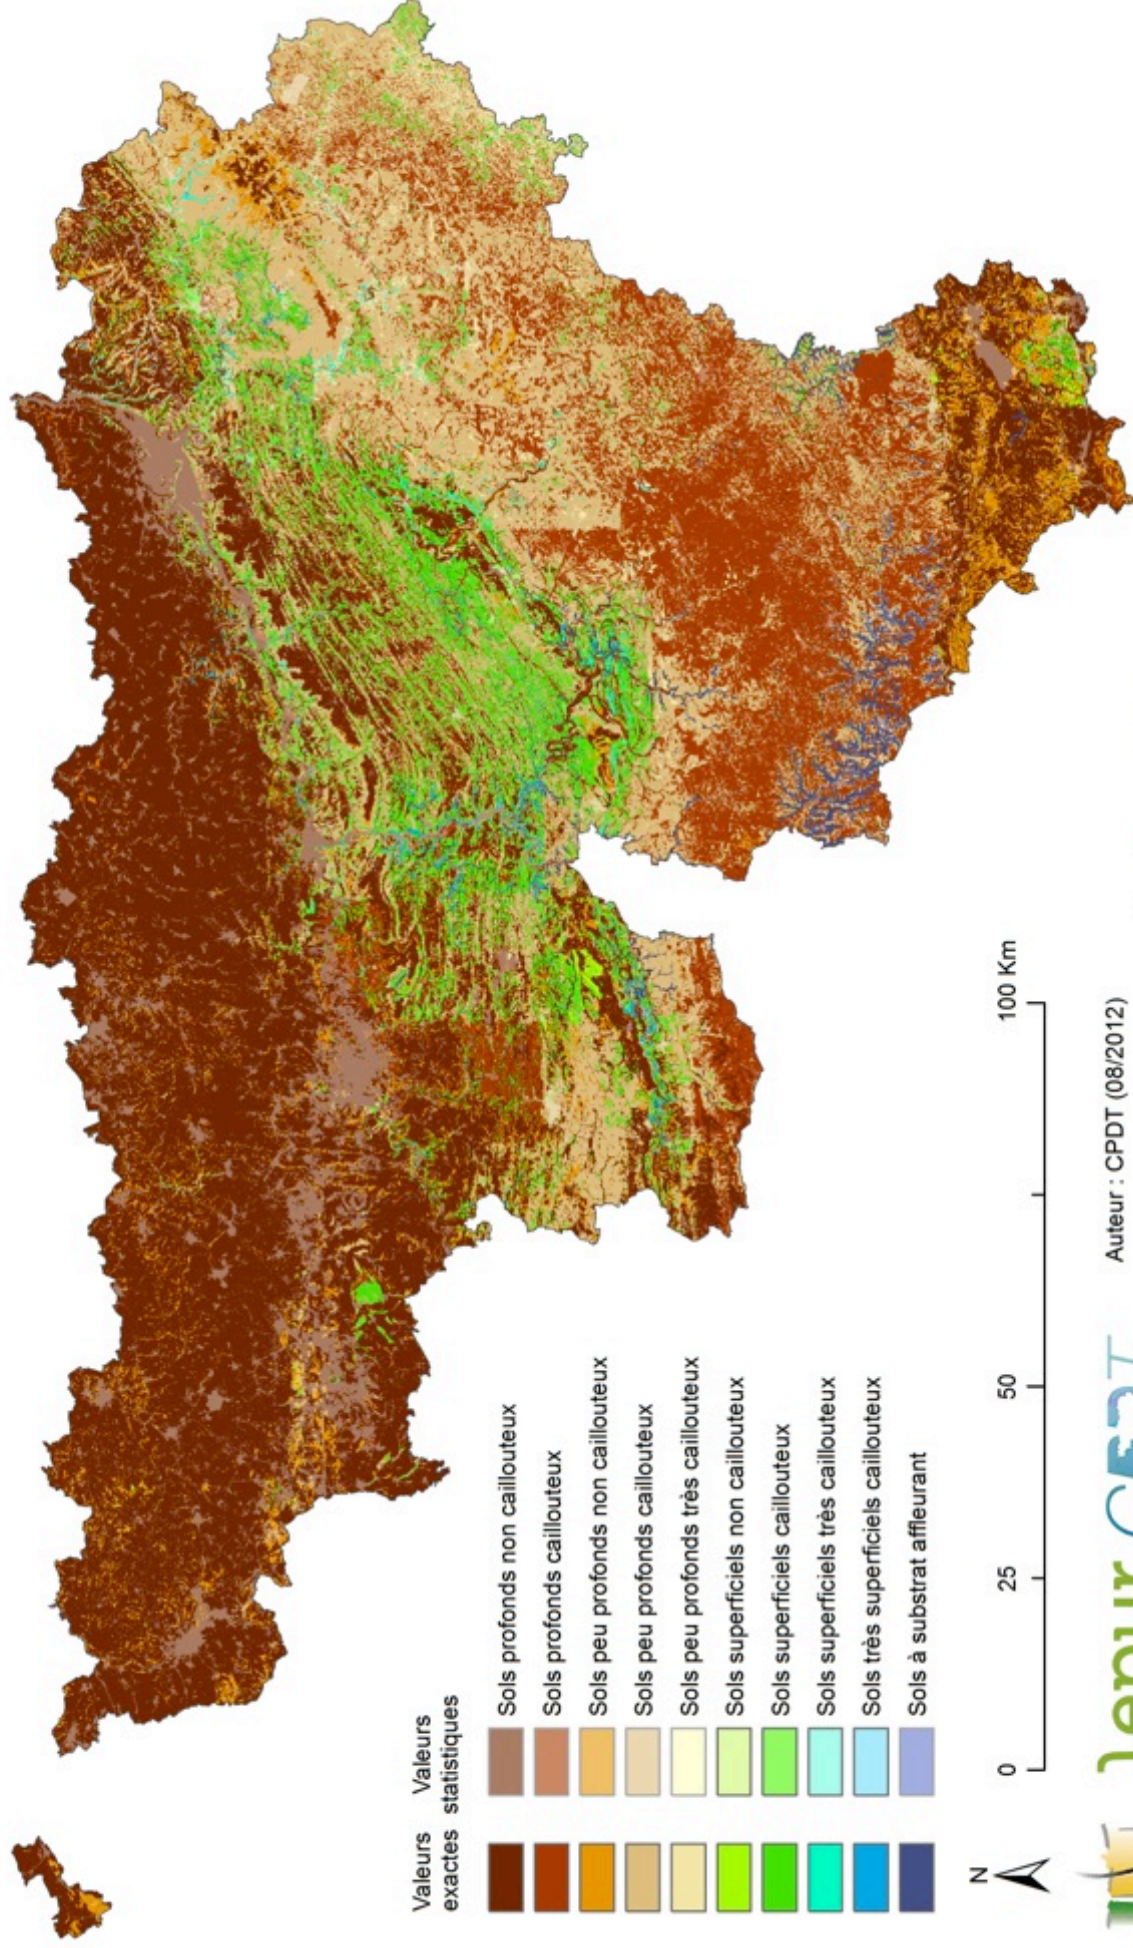 Valeurs exactes
Valeurs statistiques
Sols profonds non caillouteux
Sols profonds caillouteux
Sols peu profonds non caillouteux
Sols peu profonds caillouteux
Sols peu profonds très caillouteux
Sols superficiels non caillouteux
Sols superficiels caillouteux
Sols superficiels très caillouteux
Sols très superficiels caillouteux
Sols à substrat affleurant
N
0 25 50 100 Km
lepur CPDT
Auteur : CPDT (08/2012)